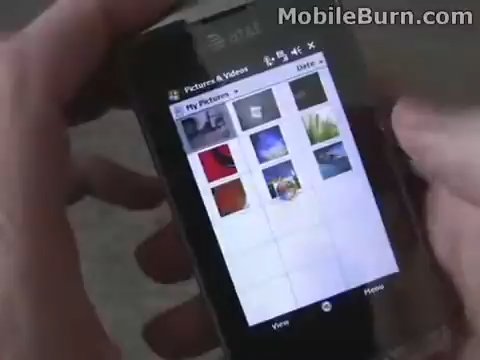 MobileBurn.com
at&t
Pictures & Videos
My Pictures
Date
View
Menu